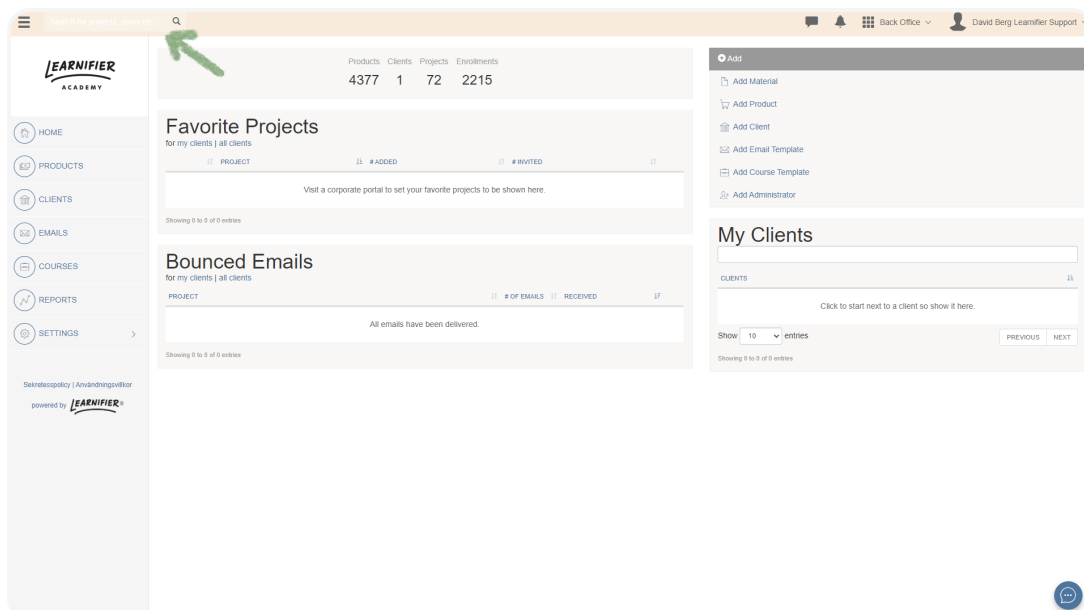 Search for projects, users etc.
Back Office
David Berg Learnifier Support
LEARNIFIER
ACADEMY
HOME
PRODUCTS
CLIENTS
EMAILS
COURSES
REPORTS
SETTINGS
Sekretesspolicy | Användningsvillkor
powered by LEARNIFIER®
Products Clients Projects Enrollments
4377 1 72 2215
Favorite Projects
for my clients | all clients
PROJECT # ADDED # INVITED
Visit a corporate portal to set your favorite projects to be shown here.
Showing 0 to 0 of 0 entries
Bounced Emails
for my clients | all clients
PROJECT # OF EMAILS RECEIVED
All emails have been delivered.
Showing 0 to 0 of 0 entries
Add
Add Material
Add Product
Add Client
Add Email Template
Add Course Template
Add Administrator
My Clients
CLIENTS
Click to start next to a client so show it here.
Show 10 entries
PREVIOUS NEXT
Showing 0 to 0 of 0 entries